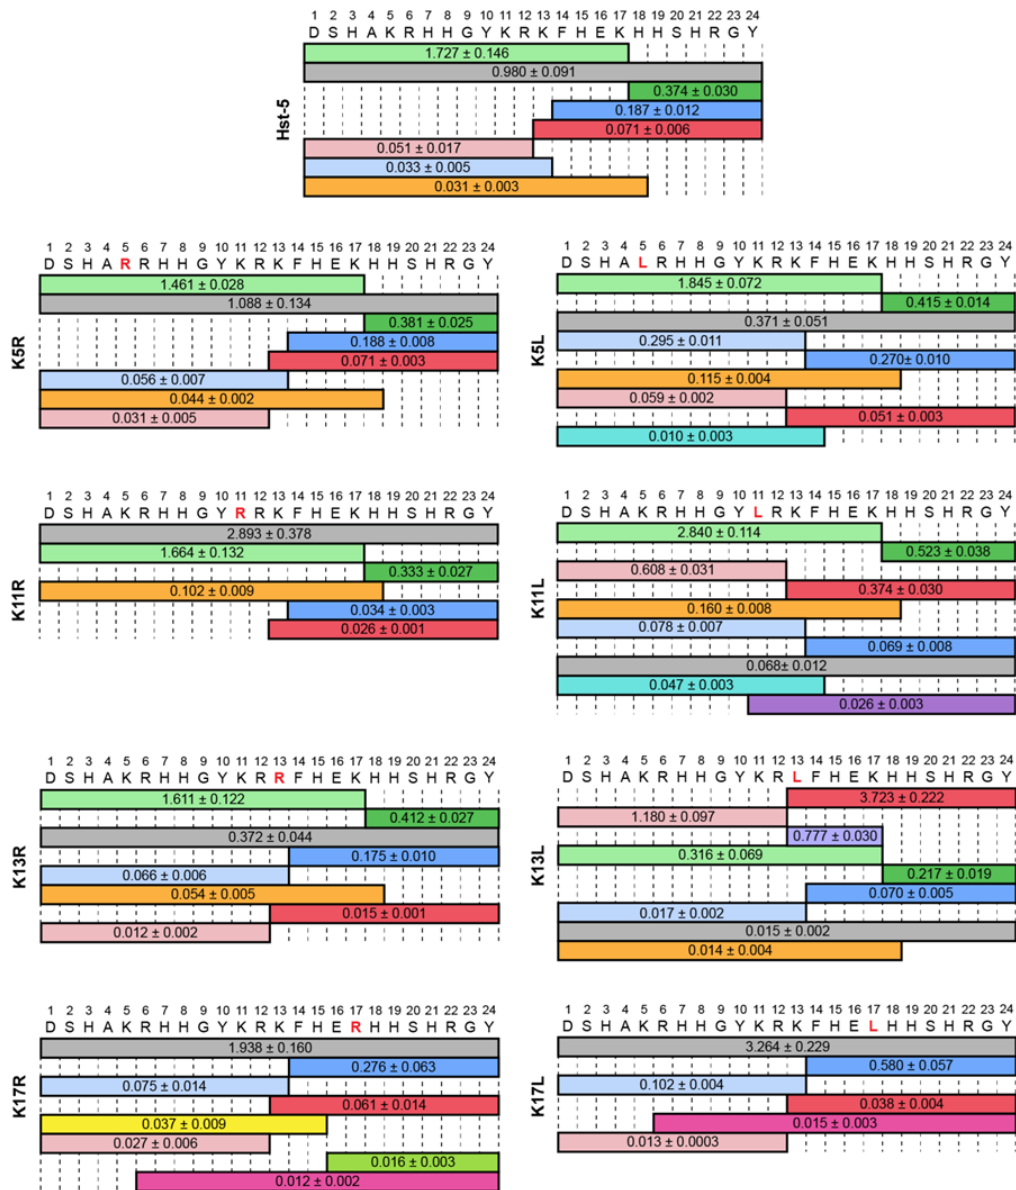 1 2 3 4 5 6 7 8 9 10 11 12 13 14 15 16 17 18 19 20 21 22 23 24
D S H A K R H H G Y K R K F H E K H H S H R G Y
Hst-5
1.727 ± 0.146
0.980 ± 0.091
0.374 ± 0.030
0.187 ± 0.012
0.071 ± 0.006
0.051 ± 0.017
0.033 ± 0.005
0.031 ± 0.003
1 2 3 4 5 6 7 8 9 10 11 12 13 14 15 16 17 18 19 20 21 22 23 24
D S H A R R H H G Y K R K F H E K H H S H R G Y
K5R
1.461 ± 0.028
1.088 ± 0.134
0.381 ± 0.025
0.188 ± 0.008
0.071 ± 0.003
0.056 ± 0.007
0.044 ± 0.002
0.031 ± 0.005
1 2 3 4 5 6 7 8 9 10 11 12 13 14 15 16 17 18 19 20 21 22 23 24
D S H A L R H H G Y K R K F H E K H H S H R G Y
K5L
1.845 ± 0.072
0.415 ± 0.014
0.371 ± 0.051
0.295 ± 0.011
0.270± 0.010
0.115 ± 0.004
0.059 ± 0.002
0.051 ± 0.003
0.010 ± 0.003
1 2 3 4 5 6 7 8 9 10 11 12 13 14 15 16 17 18 19 20 21 22 23 24
D S H A K R H H G Y R R K F H E K H H S H R G Y
K11R
2.893 ± 0.378
1.664 ± 0.132
0.333 ± 0.027
0.102 ± 0.009
0.034 ± 0.003
0.026 ± 0.001
1 2 3 4 5 6 7 8 9 10 11 12 13 14 15 16 17 18 19 20 21 22 23 24
D S H A K R H H G Y L R K F H E K H H S H R G Y
K11L
2.840 ± 0.114
0.523 ± 0.038
0.608 ± 0.031
0.374 ± 0.030
0.160 ± 0.008
0.078 ± 0.007
0.069 ± 0.008
0.068± 0.012
0.047 ± 0.003
0.026 ± 0.003
1 2 3 4 5 6 7 8 9 10 11 12 13 14 15 16 17 18 19 20 21 22 23 24
D S H A K R H H G Y K R R F H E K H H S H R G Y
K13R
1.611 ± 0.122
0.412 ± 0.027
0.372 ± 0.044
0.175 ± 0.010
0.066 ± 0.006
0.054 ± 0.005
0.015 ± 0.001
0.012 ± 0.002
1 2 3 4 5 6 7 8 9 10 11 12 13 14 15 16 17 18 19 20 21 22 23 24
D S H A K R H H G Y K R L F H E K H H S H R G Y
K13L
3.723 ± 0.222
1.180 ± 0.097
0.777 ± 0.030
0.316 ± 0.069
0.217 ± 0.019
0.070 ± 0.005
0.017 ± 0.002
0.015 ± 0.002
0.014 ± 0.004
1 2 3 4 5 6 7 8 9 10 11 12 13 14 15 16 17 18 19 20 21 22 23 24
D S H A K R H H G Y K R K F H E R H H S H R G Y
K17R
1.938 ± 0.160
0.276 ± 0.063
0.075 ± 0.014
0.061 ± 0.014
0.037 ± 0.009
0.027 ± 0.006
0.016 ± 0.003
0.012 ± 0.002
1 2 3 4 5 6 7 8 9 10 11 12 13 14 15 16 17 18 19 20 21 22 23 24
D S H A K R H H G Y K R K F H E L H H S H R G Y
K17L
3.264 ± 0.229
0.580 ± 0.057
0.102 ± 0.004
0.038 ± 0.004
0.015 ± 0.003
0.013 ± 0.0003